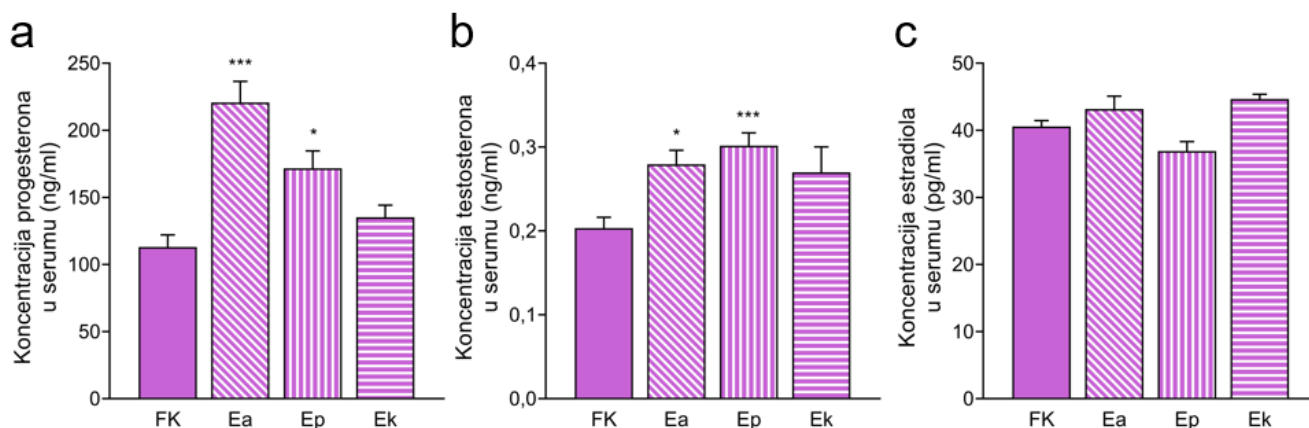 a
Koncentracija progesterona
u serumu (ng/ml)
250
200
150
100
50
0
***
*
FK Ea Ep Ek
b
Koncentracija testosterona
u serumu (ng/ml)
0,4
0,3
0,2
0,1
0,0
*
***
FK Ea Ep Ek
c
Koncentracija estradiola
u serumu (pg/ml)
50
40
30
20
10
0
FK Ea Ep Ek